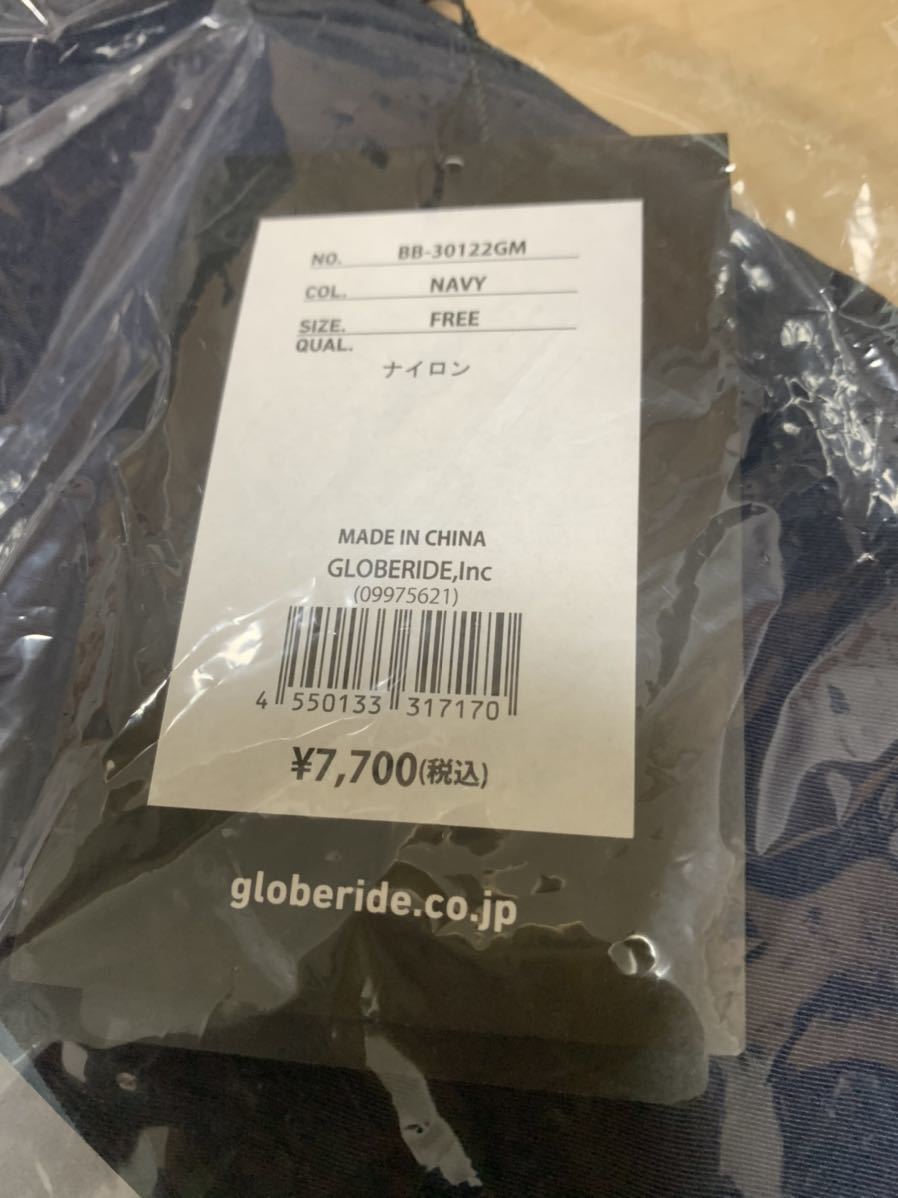 NO. BB-30122GM
COL. NAVY
SIZE. FREE
QUAL.
ナイロン
MADE IN CHINA
GLOBERIDE,Inc
(09975621)
4 550133 317170
¥7,700(税込)
globeride.co.jp